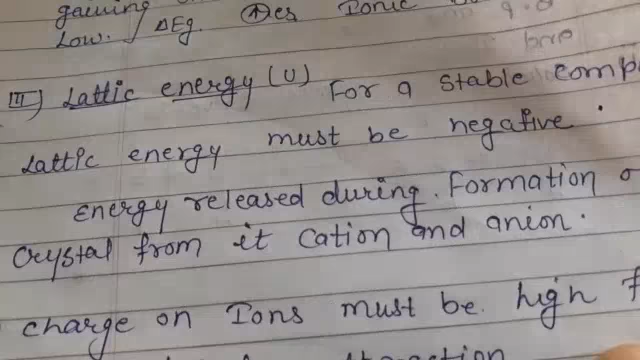 gaining
Low. / ΔEg. ↑es Ionic
III) Lattic energy (U) For a stable comp
Lattic energy must be negative.
Energy released during. Formation o
Crystal from it Cation and anion.
charge on Ions must be. high f